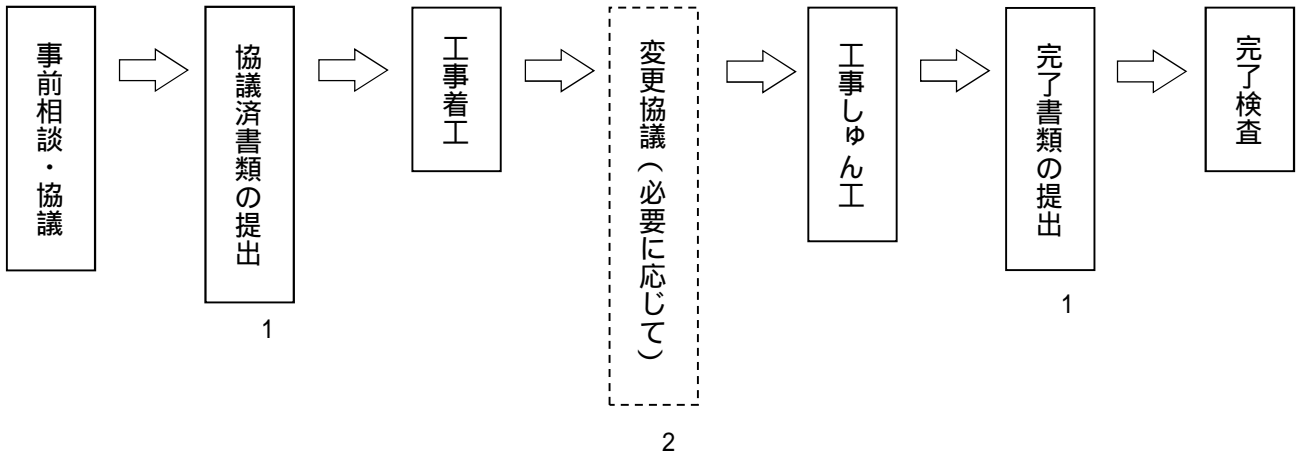 事前相談・協議
協議済書類の提出
1
工事着工
変更協議（必要に応じて）
2
工事しゅん工
完了書類の提出
1
完了検査